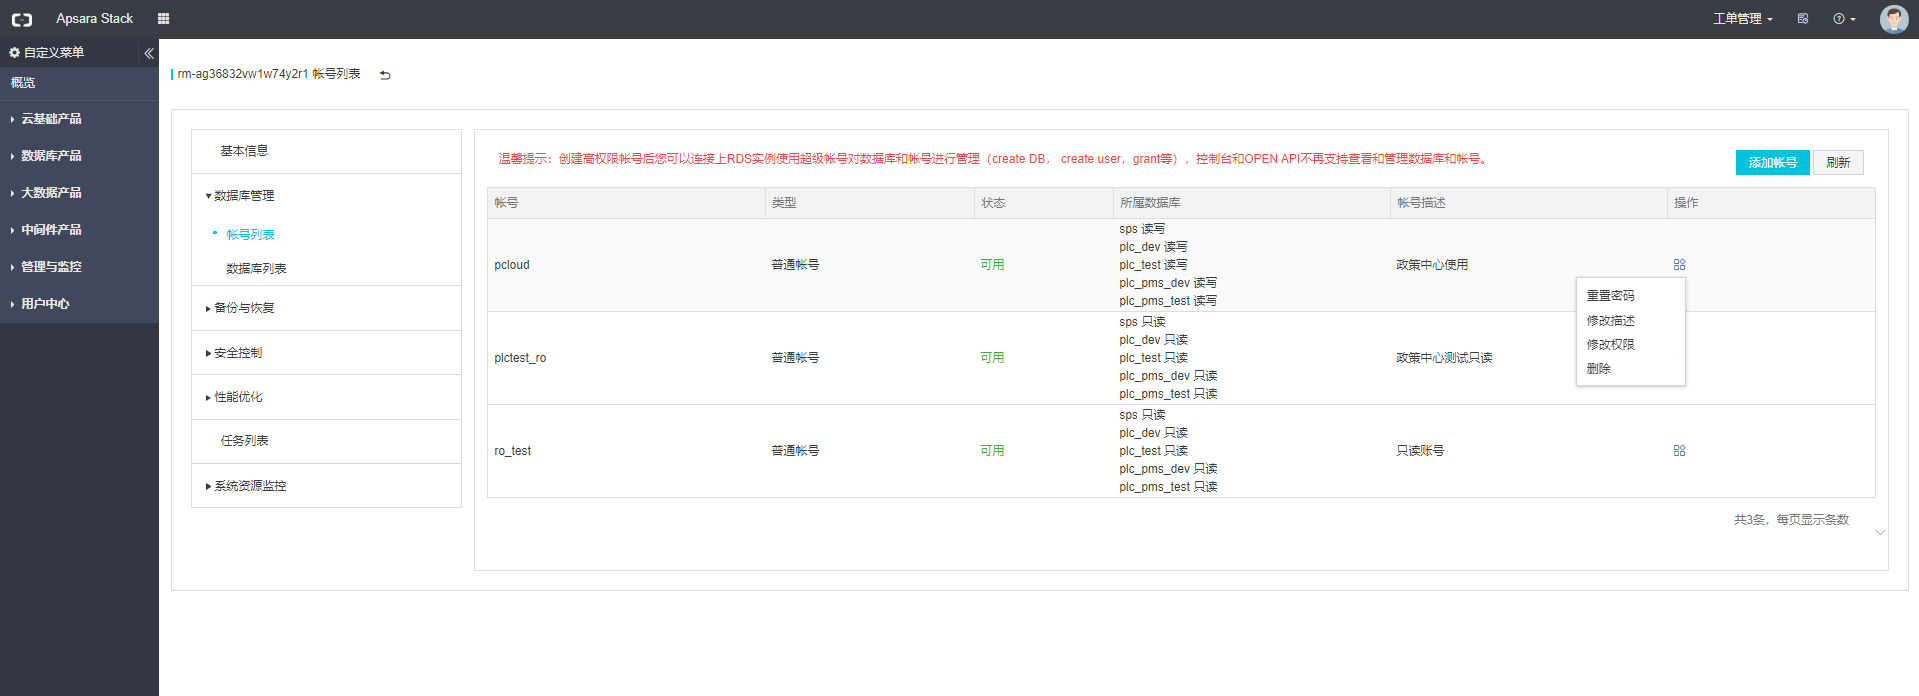 Apsara Stack
工单管理
自定义菜单
概览
云基础产品
数据库产品
大数据产品
中间件产品
管理与监控
用户中心
rm-ag36832vw1w74y2r1 帐号列表
基本信息
数据库管理
帐号列表
数据库列表
备份与恢复
安全控制
性能优化
任务列表
系统资源监控
温馨提示：创建高权限帐号后您可以连接上RDS实例使用超级帐号对数据库和帐号进行管理（create DB， create user，grant等），控制台和OPEN API不再支持查看和管理数据库和帐号。
添加帐号 刷新
帐号 类型 状态 所属数据库 帐号描述 操作
sps 读写
plc_dev 读写
pcloud 普通帐号 可用 plc_test 读写 政策中心使用
plc_pms_dev 读写
plc_pms_test 读写
重置密码
修改描述
修改权限
删除
sps 只读
plc_dev 只读
plctest_ro 普通帐号 可用 plc_test 只读 政策中心测试只读
plc_pms_dev 只读
plc_pms_test 只读
sps 只读
plc_dev 只读
ro_test 普通帐号 可用 plc_test 只读 只读账号
plc_pms_dev 只读
plc_pms_test 只读
共3条，每页显示条数